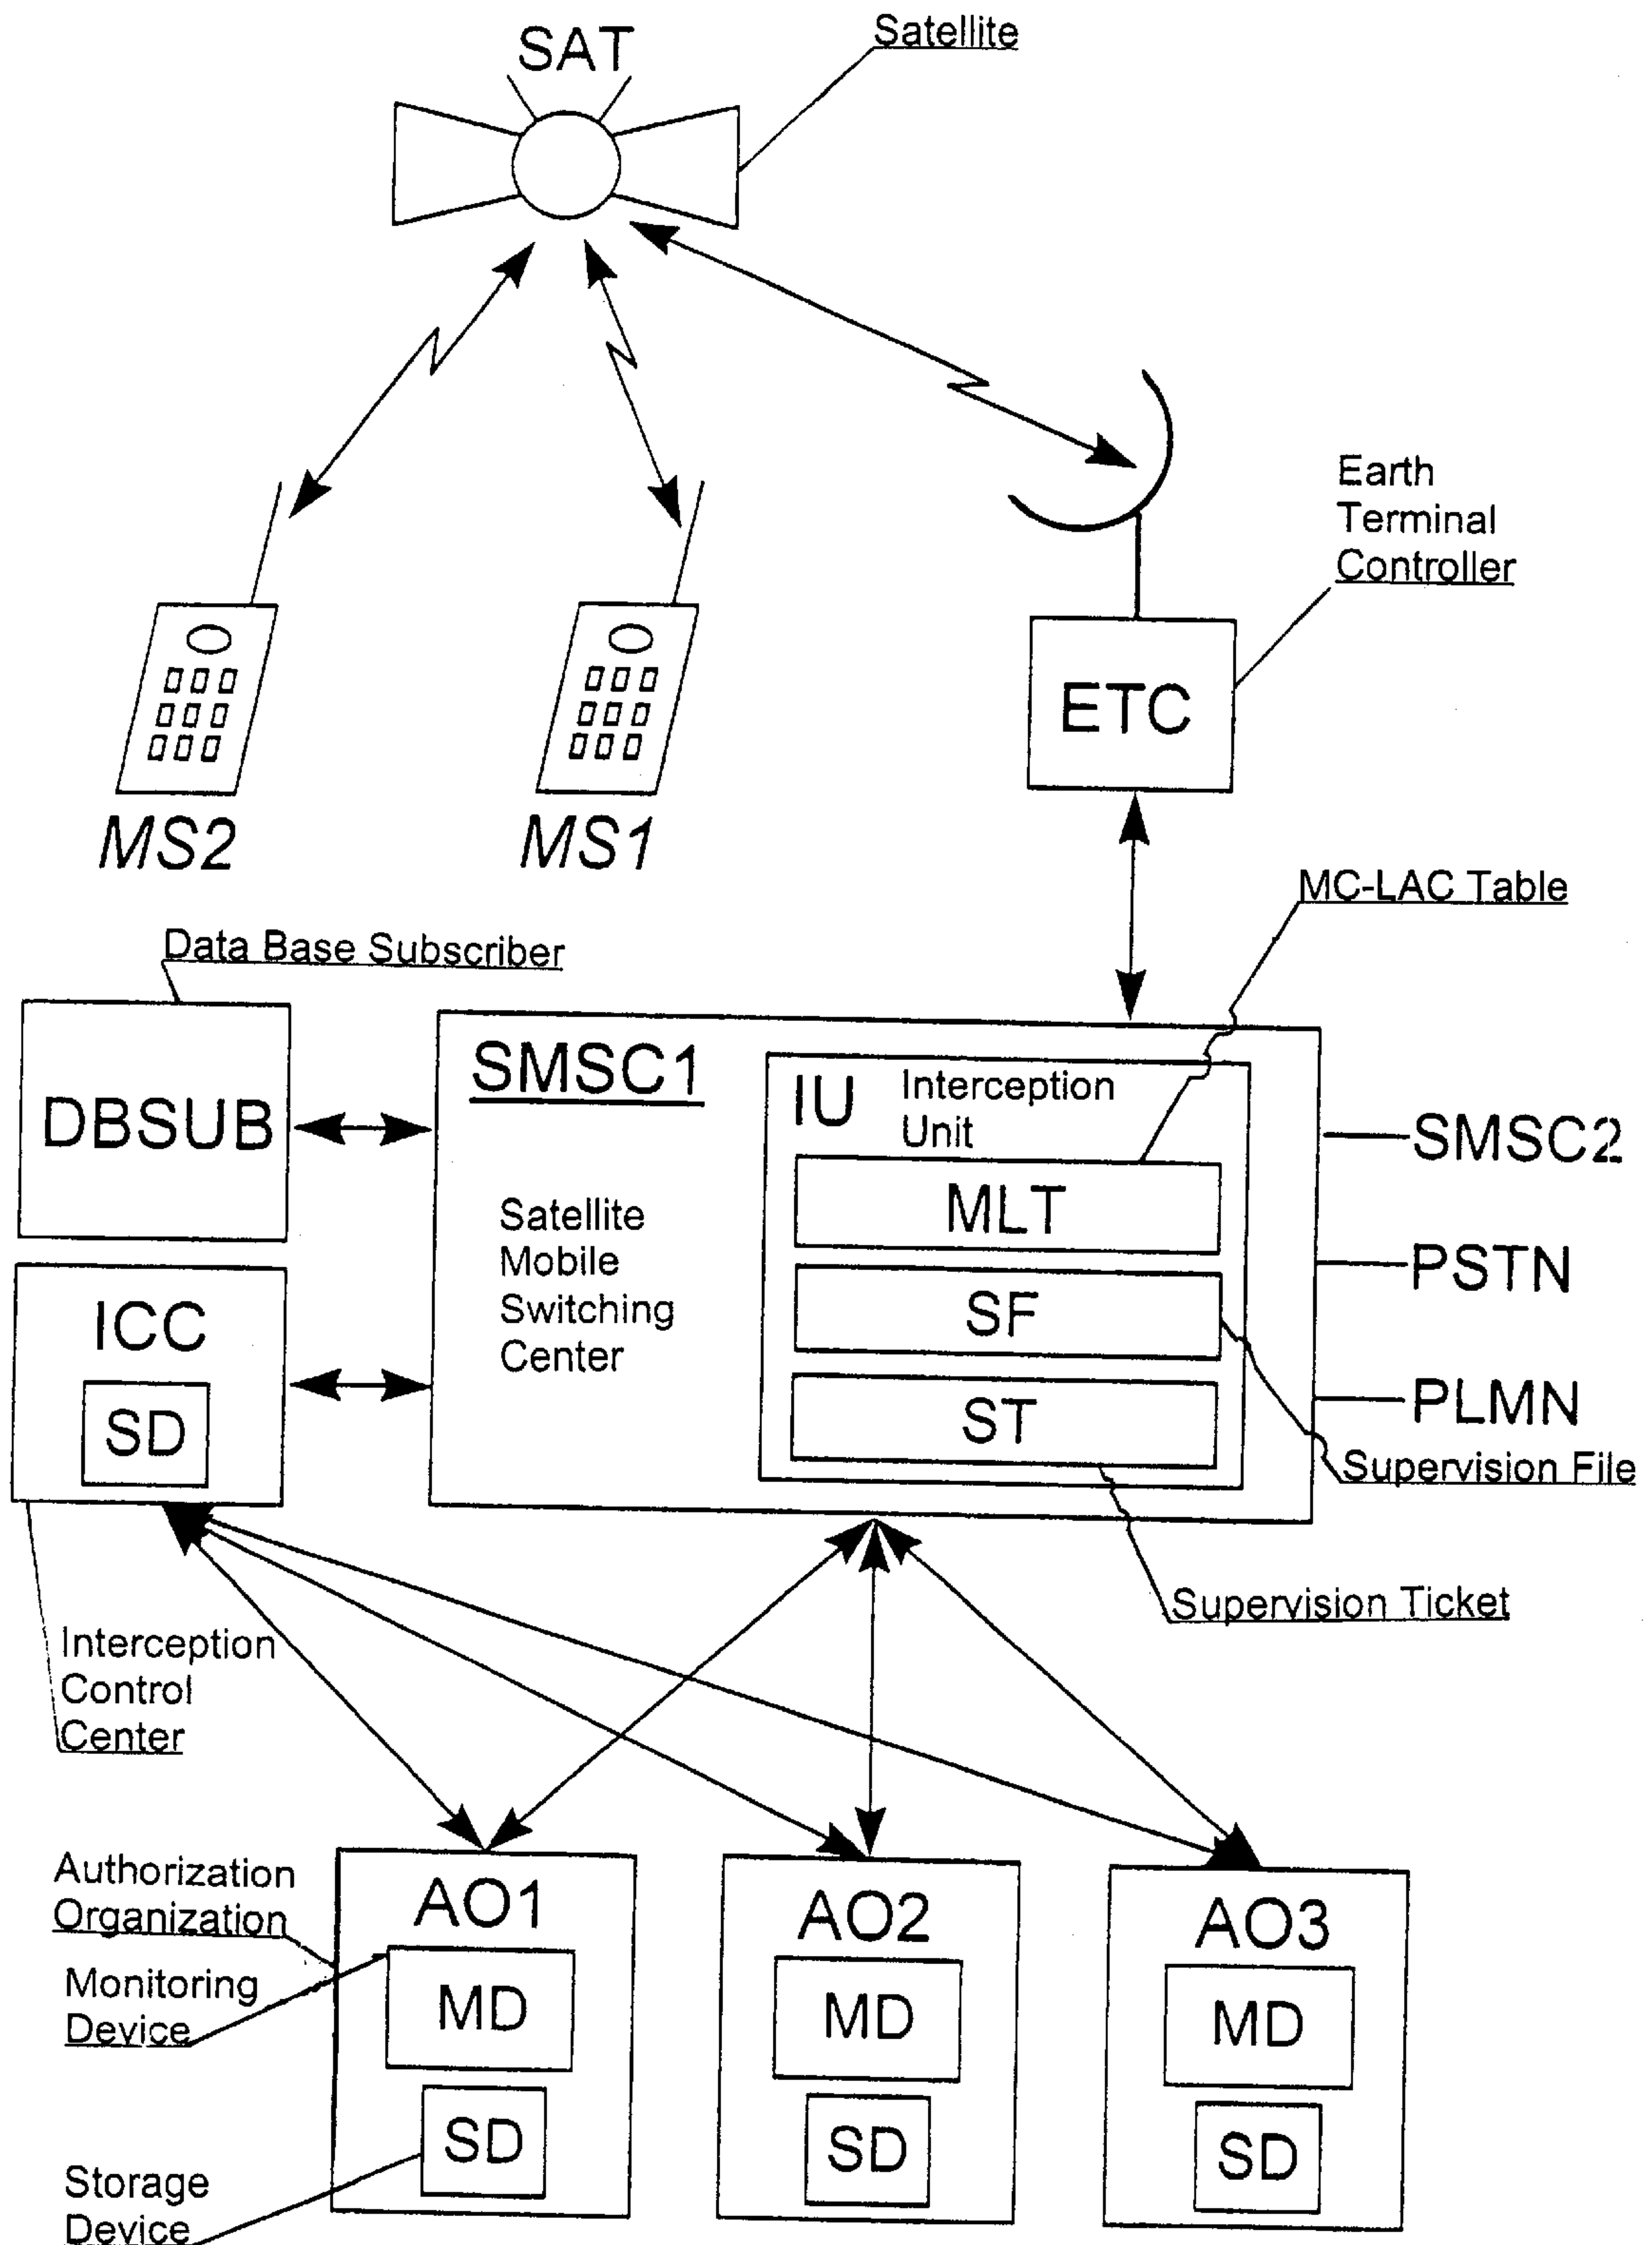 SAT
Satellite
Earth
Terminal
Controller
ETC
MS2
MS1
MC-LAC Table
Data Base Subscriber
DBSUB
SMSC1
IU
Interception
Unit
MLT
Satellite
Mobile
Switching
Center
SF
ST
SMSC2
PSTN
PLMN
ICC
SD
Supervision File
Supervision Ticket
Interception
Control
Center
Authorization
Organization
Monitoring
Device
Storage
Device
AO1
MD
SD
AO2
MD
SD
AO3
MD
SD